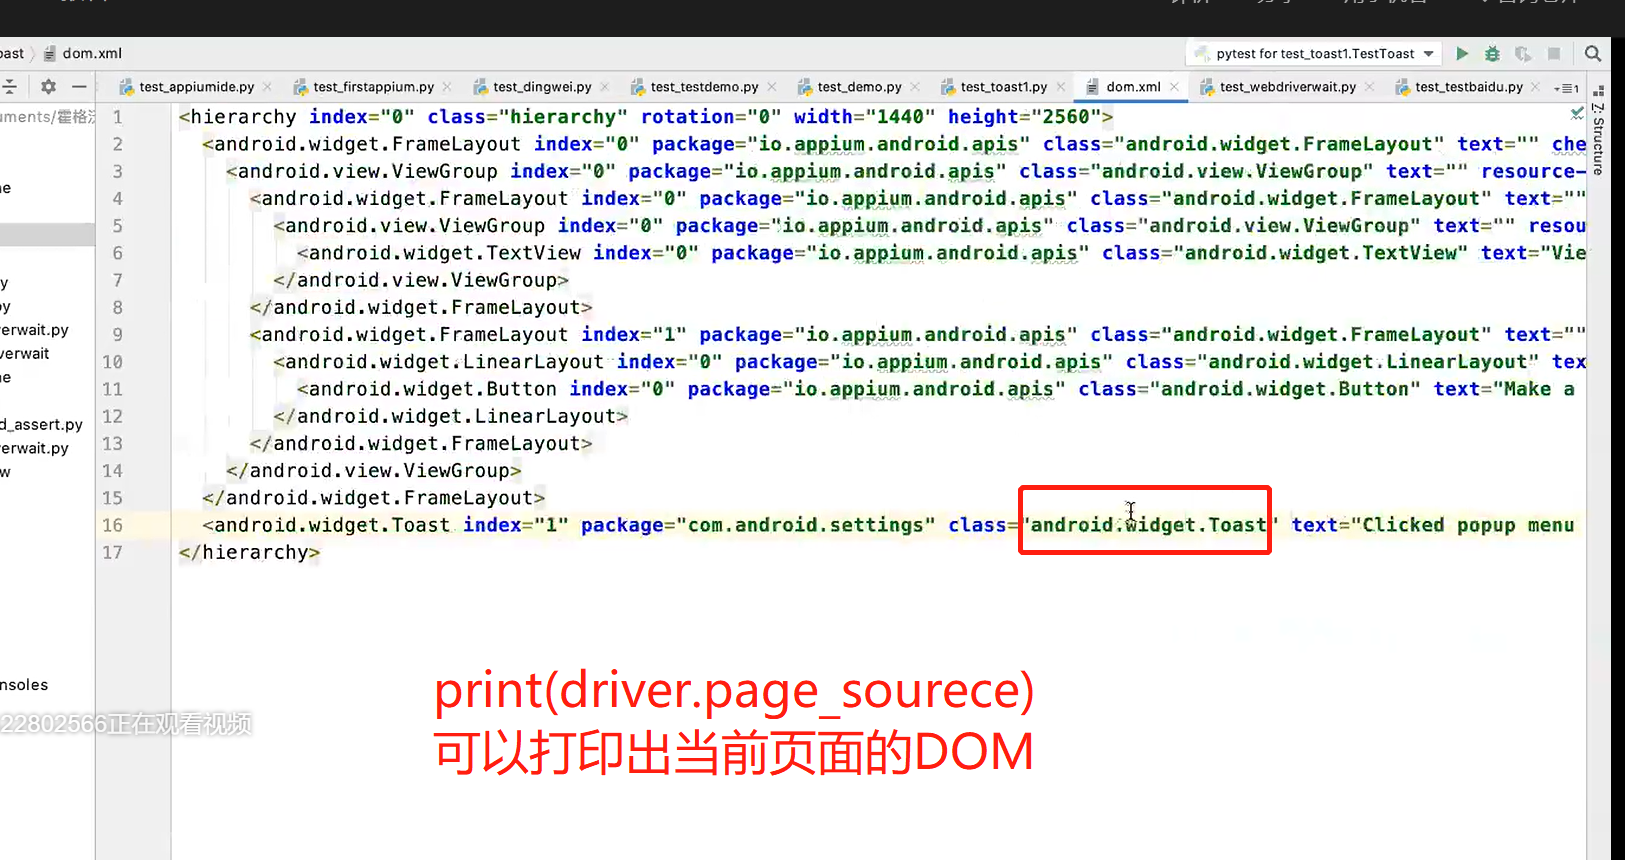 oast dom.xml pytest for test_toast1.TestToast
test_appiumide.py test_firstappium.py test_dingwei.py test_testdemo.py test_demo.py test_toast1.py dom.xml test_webdriverwait.py test_testbaidu.py
1 <hierarchy index="0" class="hierarchy" rotation="0" width="1440" height="2560">
2 <android.widget.FrameLayout index="0" package="io.appium.android.apis" class="android.widget.FrameLayout" text="" che
3 <android.view.ViewGroup index="0" package="io.appium.android.apis" class="android.view.ViewGroup" text="" resource-
4 <android.widget.FrameLayout index="0" package="io.appium.android.apis" class="android.widget.FrameLayout" text=""
5 <android.view.ViewGroup index="0" package="io.appium.android.apis" class="android.view.ViewGroup" text="" resou
6 <android.widget.TextView index="0" package="io.appium.android.apis" class="android.widget.TextView" text="Vie
7 </android.view.ViewGroup>
8 </android.widget.FrameLayout>
9 <android.widget.FrameLayout index="1" package="io.appium.android.apis" class="android.widget.FrameLayout" text=""
10 <android.widget.LinearLayout index="0" package="io.appium.android.apis" class="android.widget.LinearLayout" tex
11 <android.widget.Button index="0" package="io.appium.android.apis" class="android.widget.Button" text="Make a
12 </android.widget.LinearLayout>
13 </android.widget.FrameLayout>
14 </android.view.ViewGroup>
15 </android.widget.FrameLayout>
16 <android.widget.Toast index="1" package="com.android.settings" class="android.widget.Toast" text="Clicked popup menu
17 </hierarchy>
Z: Structure
uments/霍格
ne
y
py
erwait.py
verwait
ne
d_assert.py
erwait.py
w
nsoles
22802566正在观看视频
print(driver.page_sourece)
可以打印出当前页面的DOM